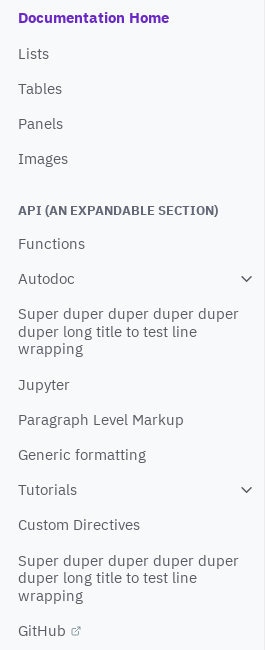 Documentation Home
Lists
Tables
Panels
Images
API (AN EXPANDABLE SECTION)
Functions
Autodoc
Super duper duper duper duper
duper long title to test line
wrapping
Jupyter
Paragraph Level Markup
Generic formatting
Tutorials
Custom Directives
Super duper duper duper duper
duper long title to test line
wrapping
GitHub